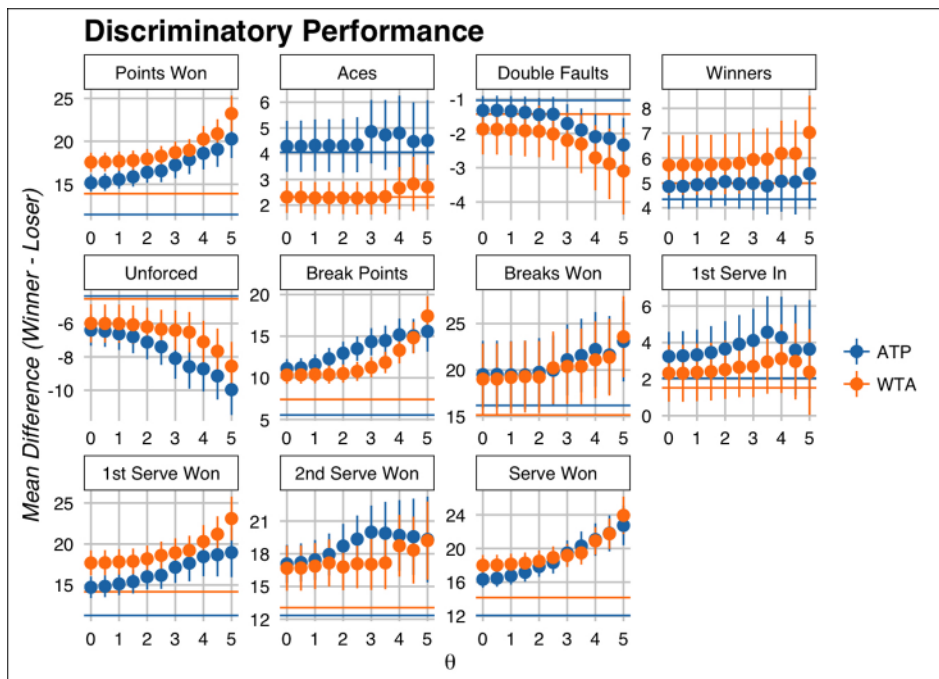 Discriminatory Performance
Mean Difference (Winner - Loser)
Points Won
25
20
15
0 1 2 3 4 5
Aces
6
5
4
3
2
0 1 2 3 4 5
Double Faults
-1
-2
-3
-4
0 1 2 3 4 5
Winners
8
7
6
5
4
0 1 2 3 4 5
Unforced
-6
-8
-10
0 1 2 3 4 5
Break Points
20
15
10
5
0 1 2 3 4 5
Breaks Won
25
20
15
0 1 2 3 4 5
1st Serve In
6
4
2
0
0 1 2 3 4 5
ATP
WTA
1st Serve Won
25
20
15
0 1 2 3 4 5
2nd Serve Won
21
18
15
12
0 1 2 3 4 5
Serve Won
24
20
16
12
0 1 2 3 4 5
θ